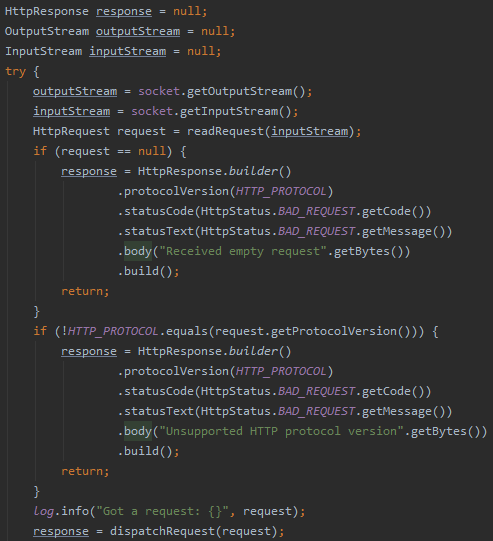 HttpResponse response = null;
OutputStream outputStream = null;
InputStream inputStream = null;
try {
    outputStream = socket.getOutputStream();
    inputStream = socket.getInputStream();
    HttpRequest request = readRequest(inputStream);
    if (request == null) {
        response = HttpResponse.builder()
                .protocolVersion(HTTP_PROTOCOL)
                .statusCode(HttpStatus.BAD_REQUEST.getCode())
                .statusText(HttpStatus.BAD_REQUEST.getMessage())
                .body("Received empty request".getBytes())
                .build();
        return;
    }
    if (!HTTP_PROTOCOL.equals(request.getProtocolVersion())) {
        response = HttpResponse.builder()
                .protocolVersion(HTTP_PROTOCOL)
                .statusCode(HttpStatus.BAD_REQUEST.getCode())
                .statusText(HttpStatus.BAD_REQUEST.getMessage())
                .body("Unsupported HTTP protocol version".getBytes())
                .build();
        return;
    }
    log.info("Got a request: {}", request);
    response = dispatchRequest(request);